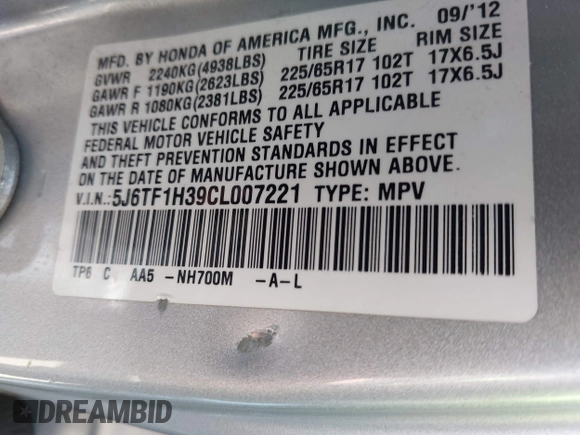 MFD. BY HONDA OF AMERICA MFG., INC. 09/'12
GVWR 2240KG(4938LBS) TIRE SIZE RIM SIZE
GAWR F 1190KG(2623LBS) 225/65R17 102T 17X6.5J
GAWR R 1080KG(2381LBS) 225/65R17 102T 17X6.5J
THIS VEHICLE CONFORMS TO ALL APPLICABLE
FEDERAL MOTOR VEHICLE SAFETY
AND THEFT PREVENTION STANDARDS IN EFFECT
ON THE DATE OF MANUFACTURE SHOWN ABOVE.
V.I.N.:5J6TF1H39CL007221 TYPE: MPV
TP6 C AA5 -NH700M -A-L
DREAMBID